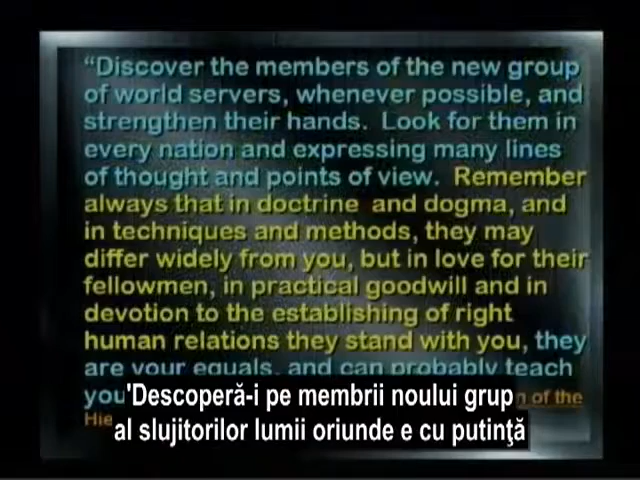 “Discover the members of the new group
of world servers, whenever possible, and
strengthen their hands. Look for them in
every nation and expressing many lines
of thought and points of view. Remember
always that in doctrine and dogma, and
in techniques and methods, they may
differ widely from you, but in love for their
fellowmen, in practical goodwill and in
devotion to the establishing of right
human relations they stand with you, they
are your equals, and can probably teach
you of the
Hie
'Descoperă-i pe membrii noului grup
al slujitorilor lumii oriunde e cu putinţă